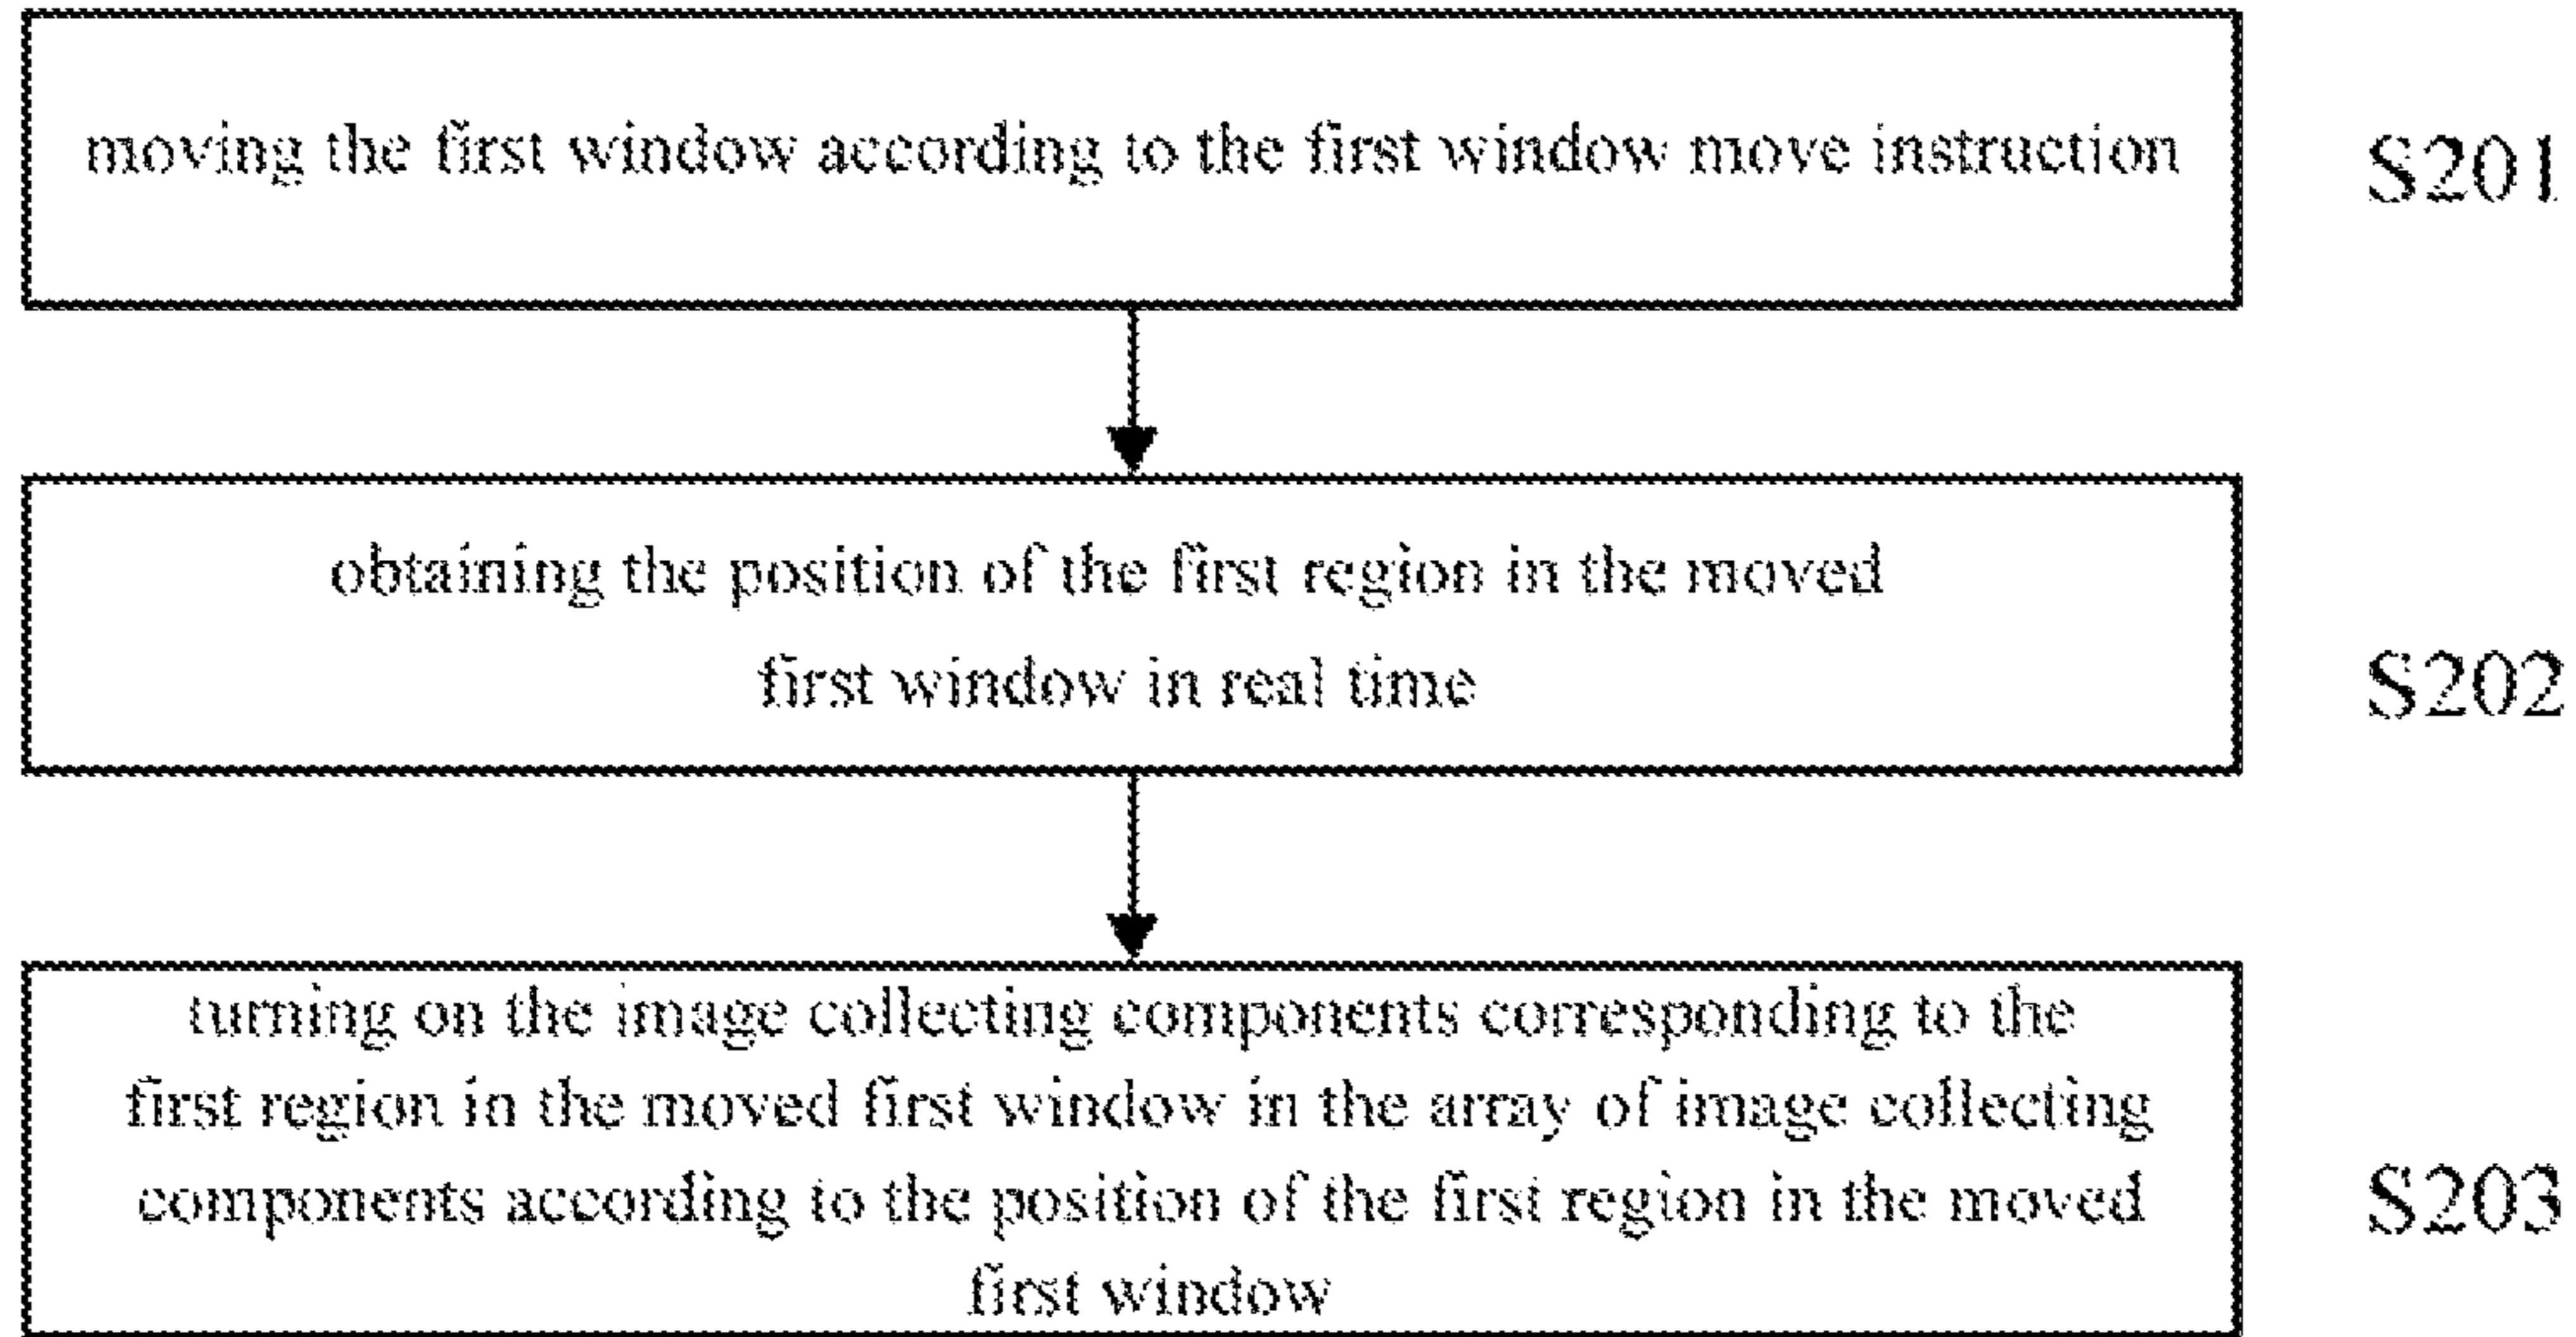 moving the first window according to the first window move instruction
S201
obtaining the position of the first region in the moved
first window in real time
S202
turning on the image collecting components corresponding to the
first region in the moved first window in the array of image collecting
components according to the position of the first region in the moved
first window
S203